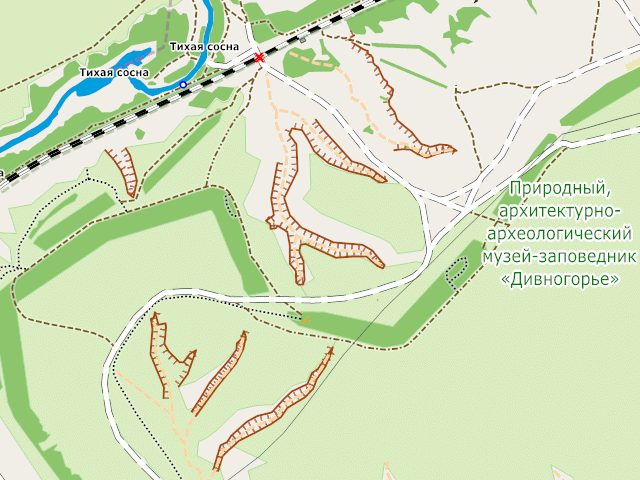 Тихая сосна
Тихая сосна
Природный,
архитектурно-
археологический
музей-заповедник
«Дивногорье»